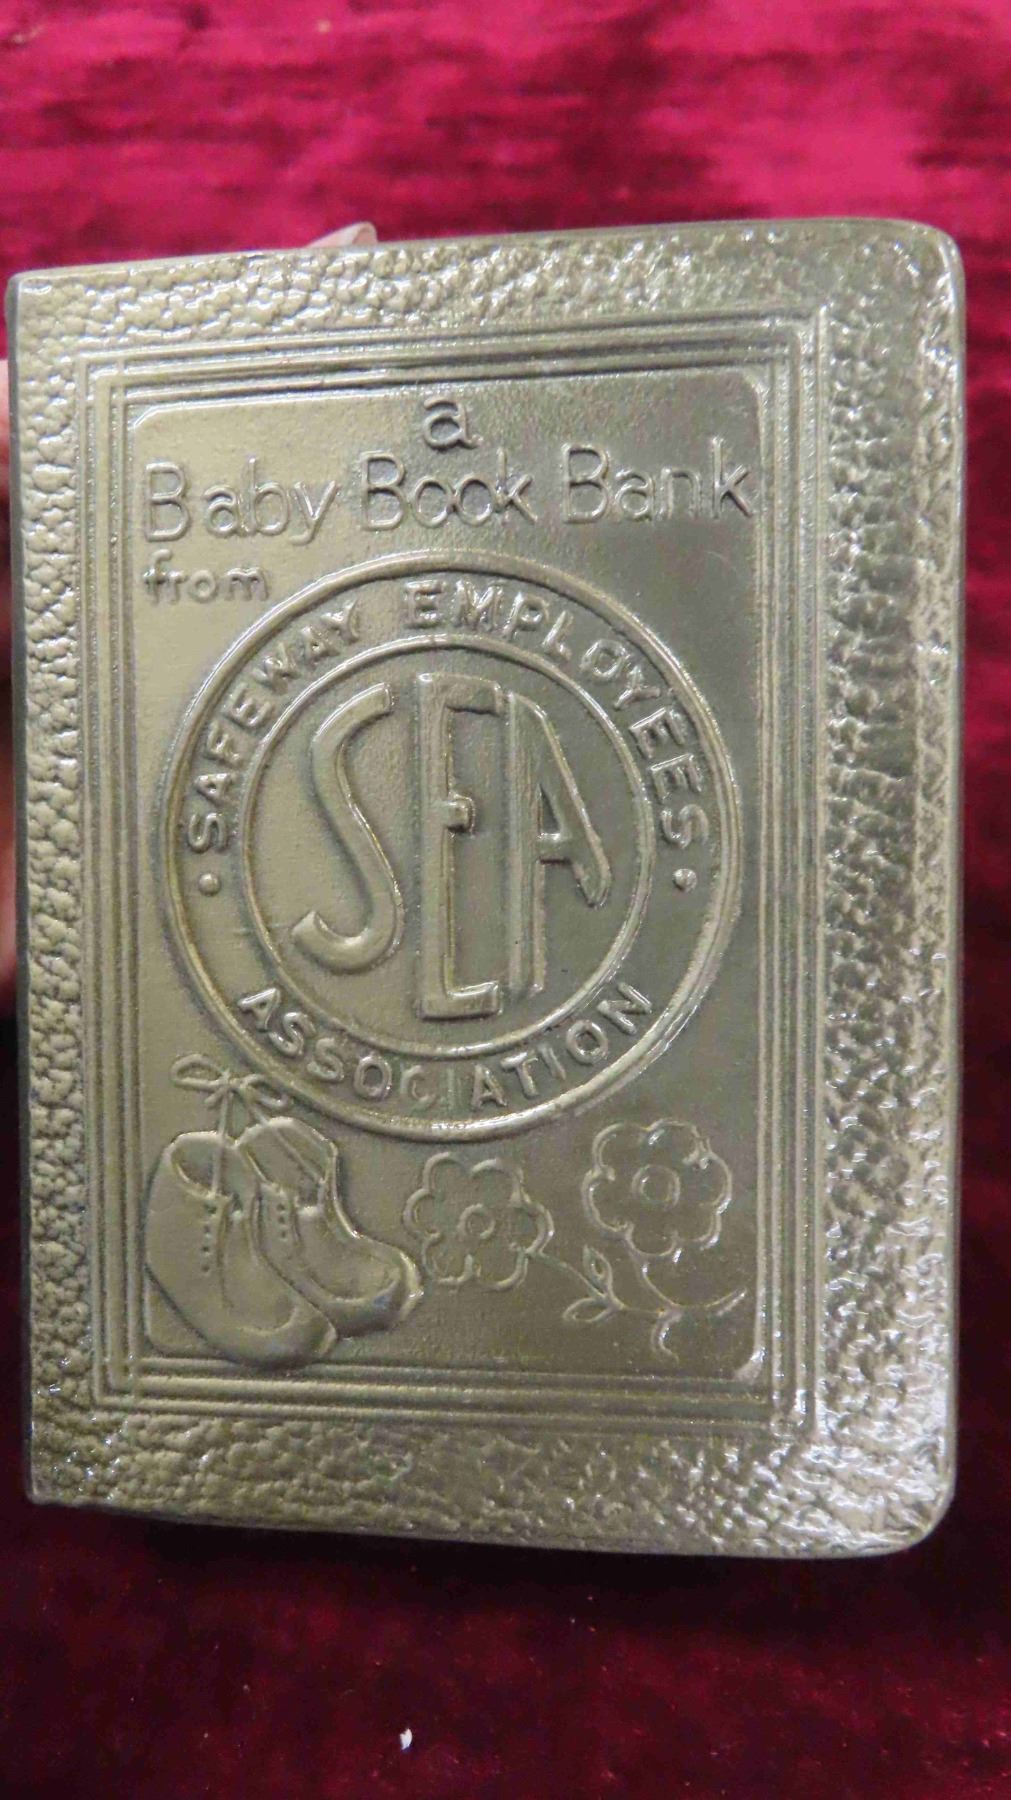 a
Baby Book Bank
from
SAFEWAY EMPLOYEES
SEA
ASSOCIATION